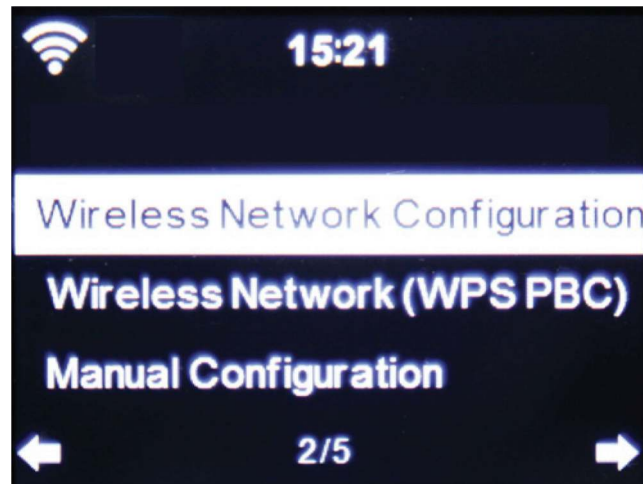 15:21
Wireless Network Configuration
Wireless Network (WPS PBC)
Manual Configuration
2/5